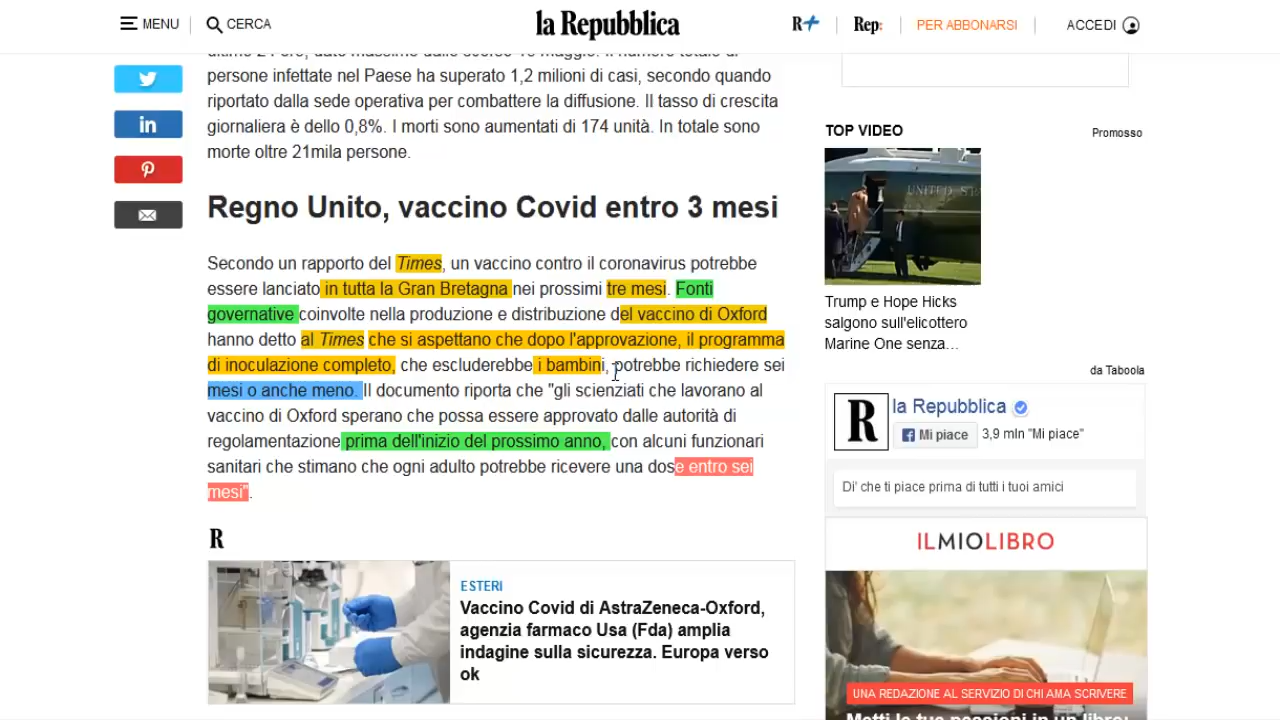 MENU
CERCA
la Repubblica
R+
Rep:
PER ABBONARSI
ACCEDI
persone infettate nel Paese ha superato 1,2 milioni di casi, secondo quando
riportato dalla sede operativa per combattere la diffusione. Il tasso di crescita
giornaliera è dello 0,8%. I morti sono aumentati di 174 unità. In totale sono
morte oltre 21mila persone.
Regno Unito, vaccino Covid entro 3 mesi
Secondo un rapporto del Times, un vaccino contro il coronavirus potrebbe
essere lanciato in tutta la Gran Bretagna nei prossimi tre mesi. Fonti
governative coinvolte nella produzione e distribuzione del vaccino di Oxford
hanno detto al Times che si aspettano che dopo l'approvazione, il programma
di inoculazione completo, che escluderebbe i bambini, potrebbe richiedere sei
mesi o anche meno. Il documento riporta che "gli scienziati che lavorano al
vaccino di Oxford sperano che possa essere approvato dalle autorità di
regolamentazione prima dell'inizio del prossimo anno, con alcuni funzionari
sanitari che stimano che ogni adulto potrebbe ricevere una dose entro sei
mesi".
R
ESTERI
Vaccino Covid di AstraZeneca-Oxford,
agenzia farmaco Usa (Fda) amplia
indagine sulla sicurezza. Europa verso
ok
TOP VIDEO
Promosso
UNITED ST
Trump e Hope Hicks
salgono sull'elicottero
Marine One senza...
da Taboola
R
la Repubblica
Mi piace
3,9 mln "Mi piace"
Di' che ti piace prima di tutti i tuoi amici
ILMIOLIBRO
UNA REDAZIONE AL SERVIZIO DI CHI AMA SCRIVERE
Metti le tue passioni in un libro: